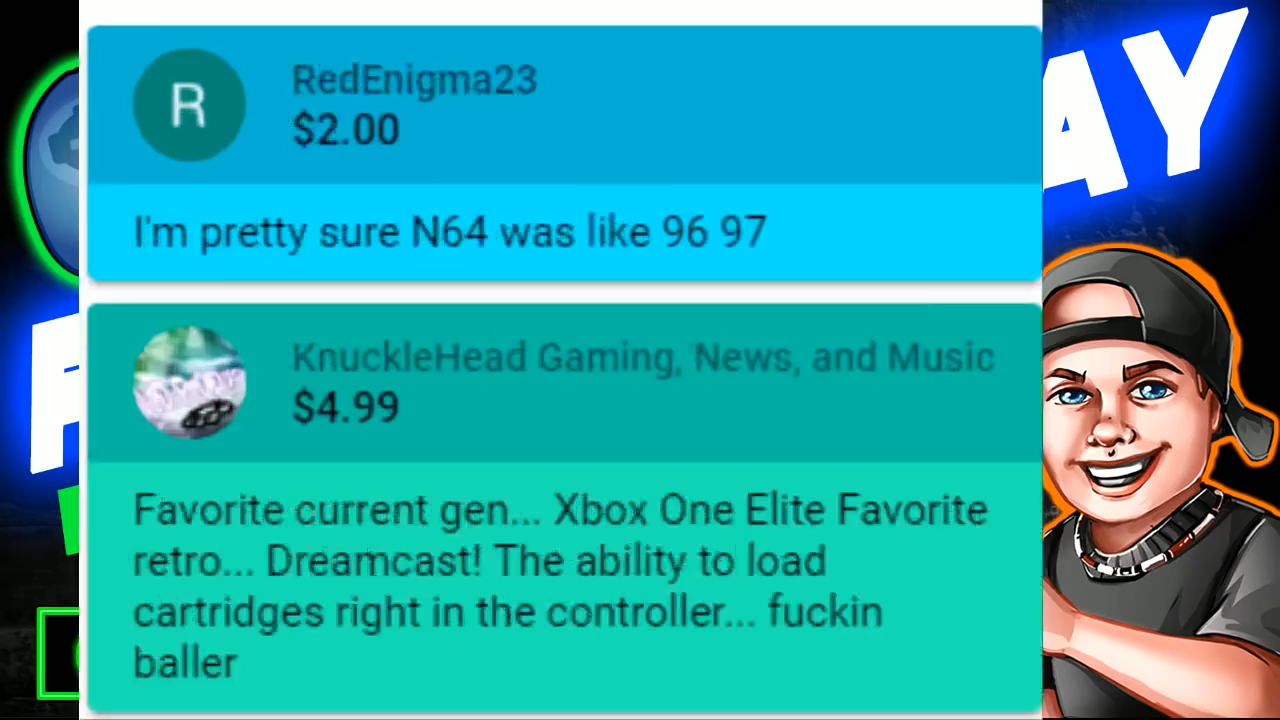 AY
R
RedEnigma23
$2.00
I'm pretty sure N64 was like 96 97
KnuckleHead Gaming, News, and Music
$4.99
Favorite current gen... Xbox One Elite Favorite
retro... Dreamcast! The ability to load
cartridges right in the controller... fuckin
baller